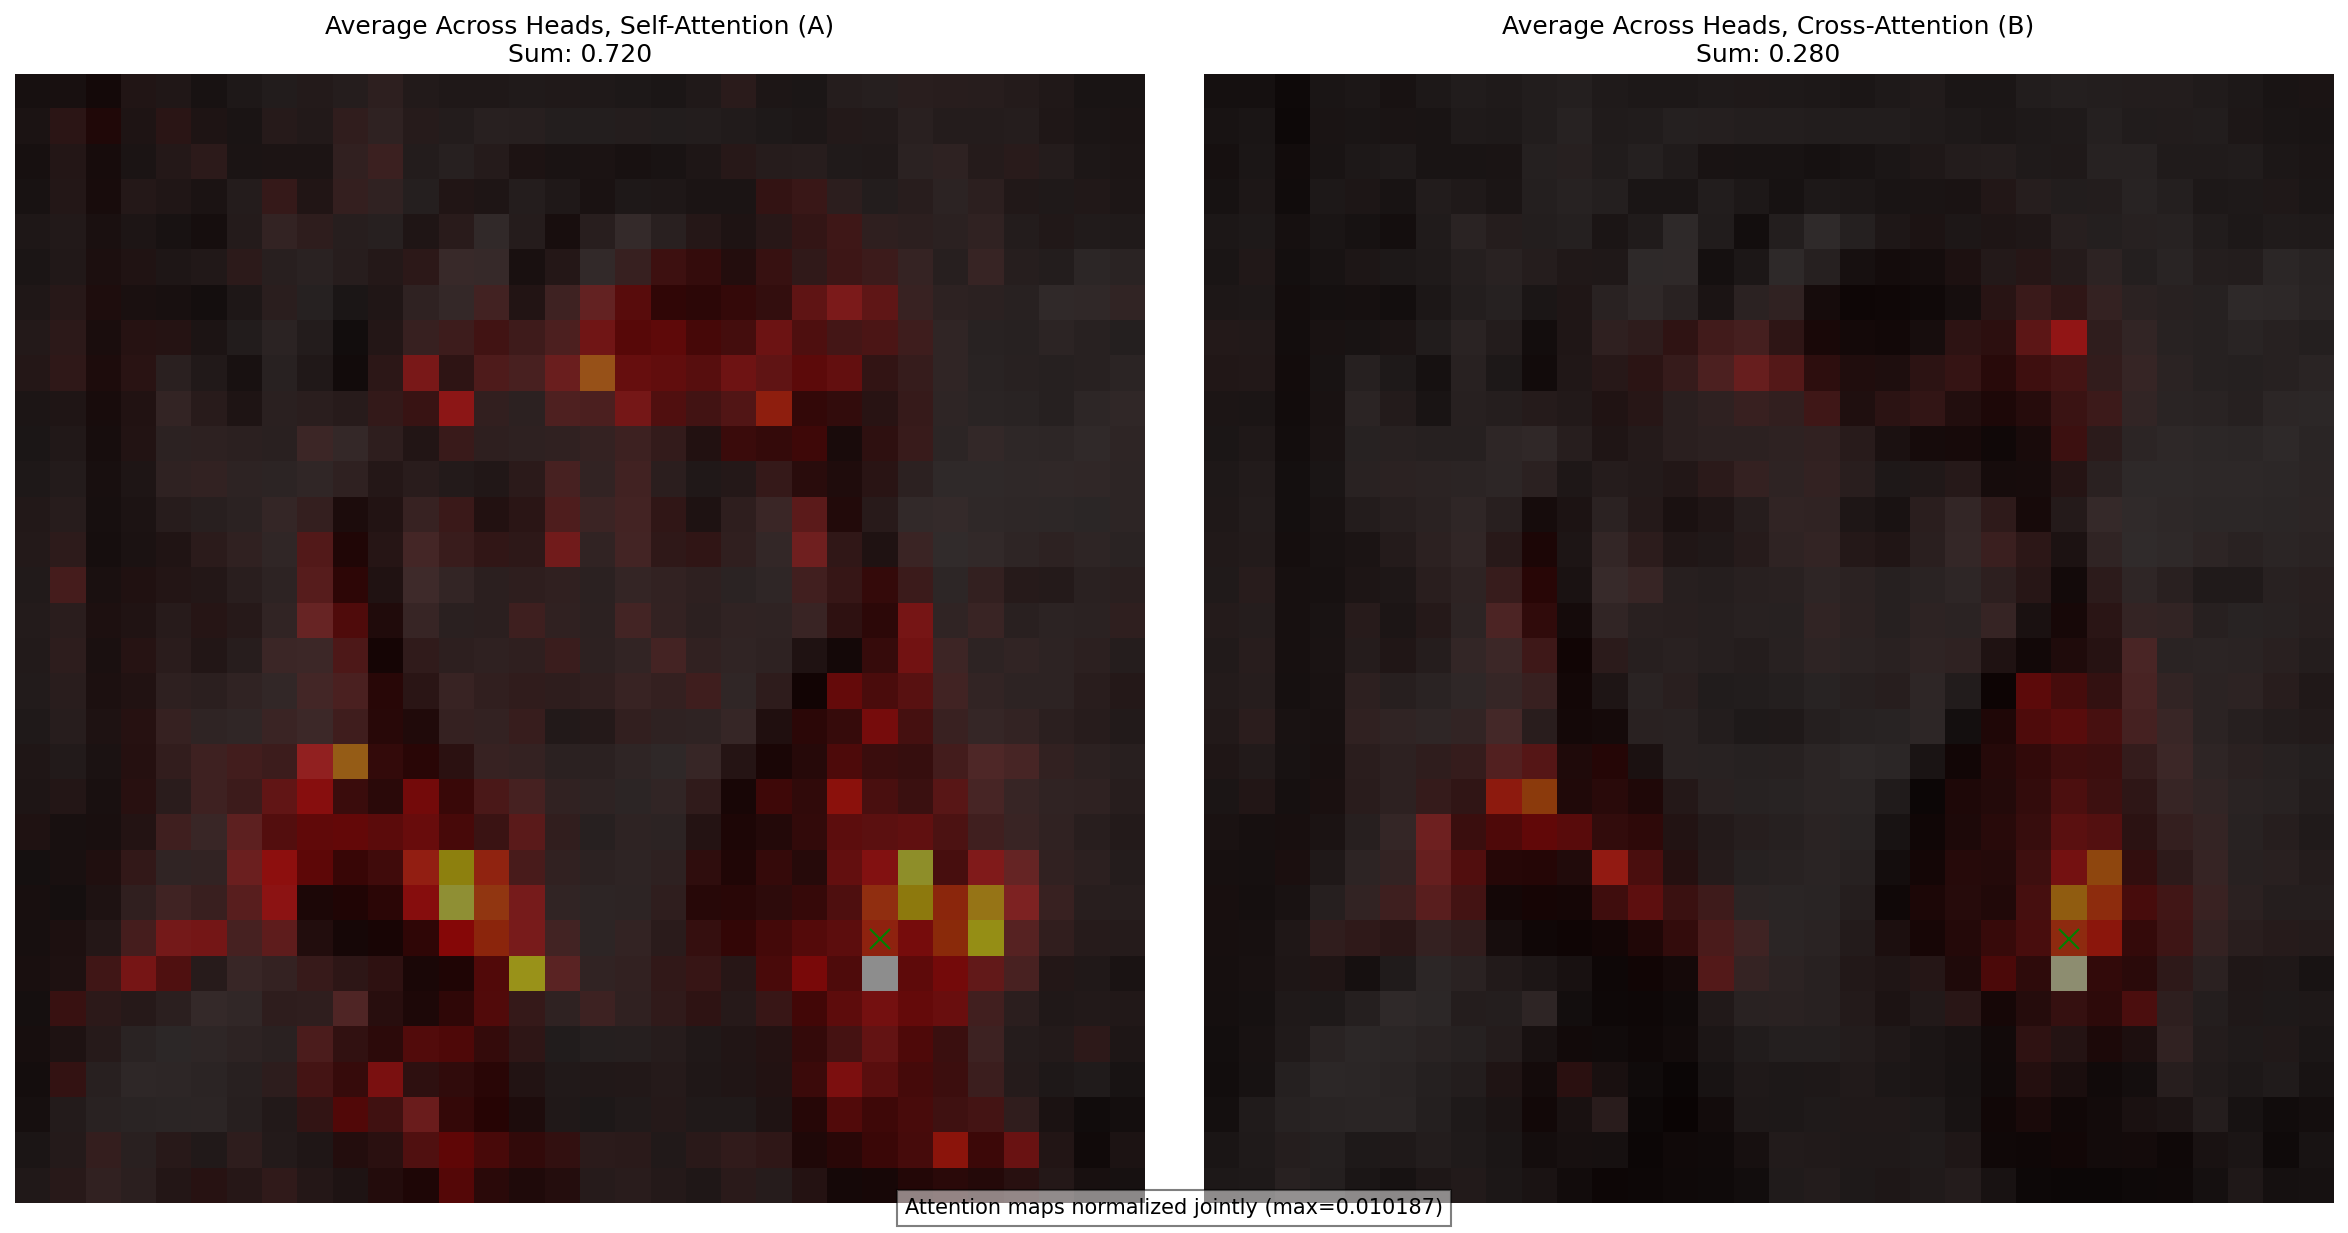 Average Across Heads, Self-Attention (A)
Sum: 0.720
Average Across Heads, Cross-Attention (B)
Sum: 0.280
Attention maps normalized jointly (max=0.010187)